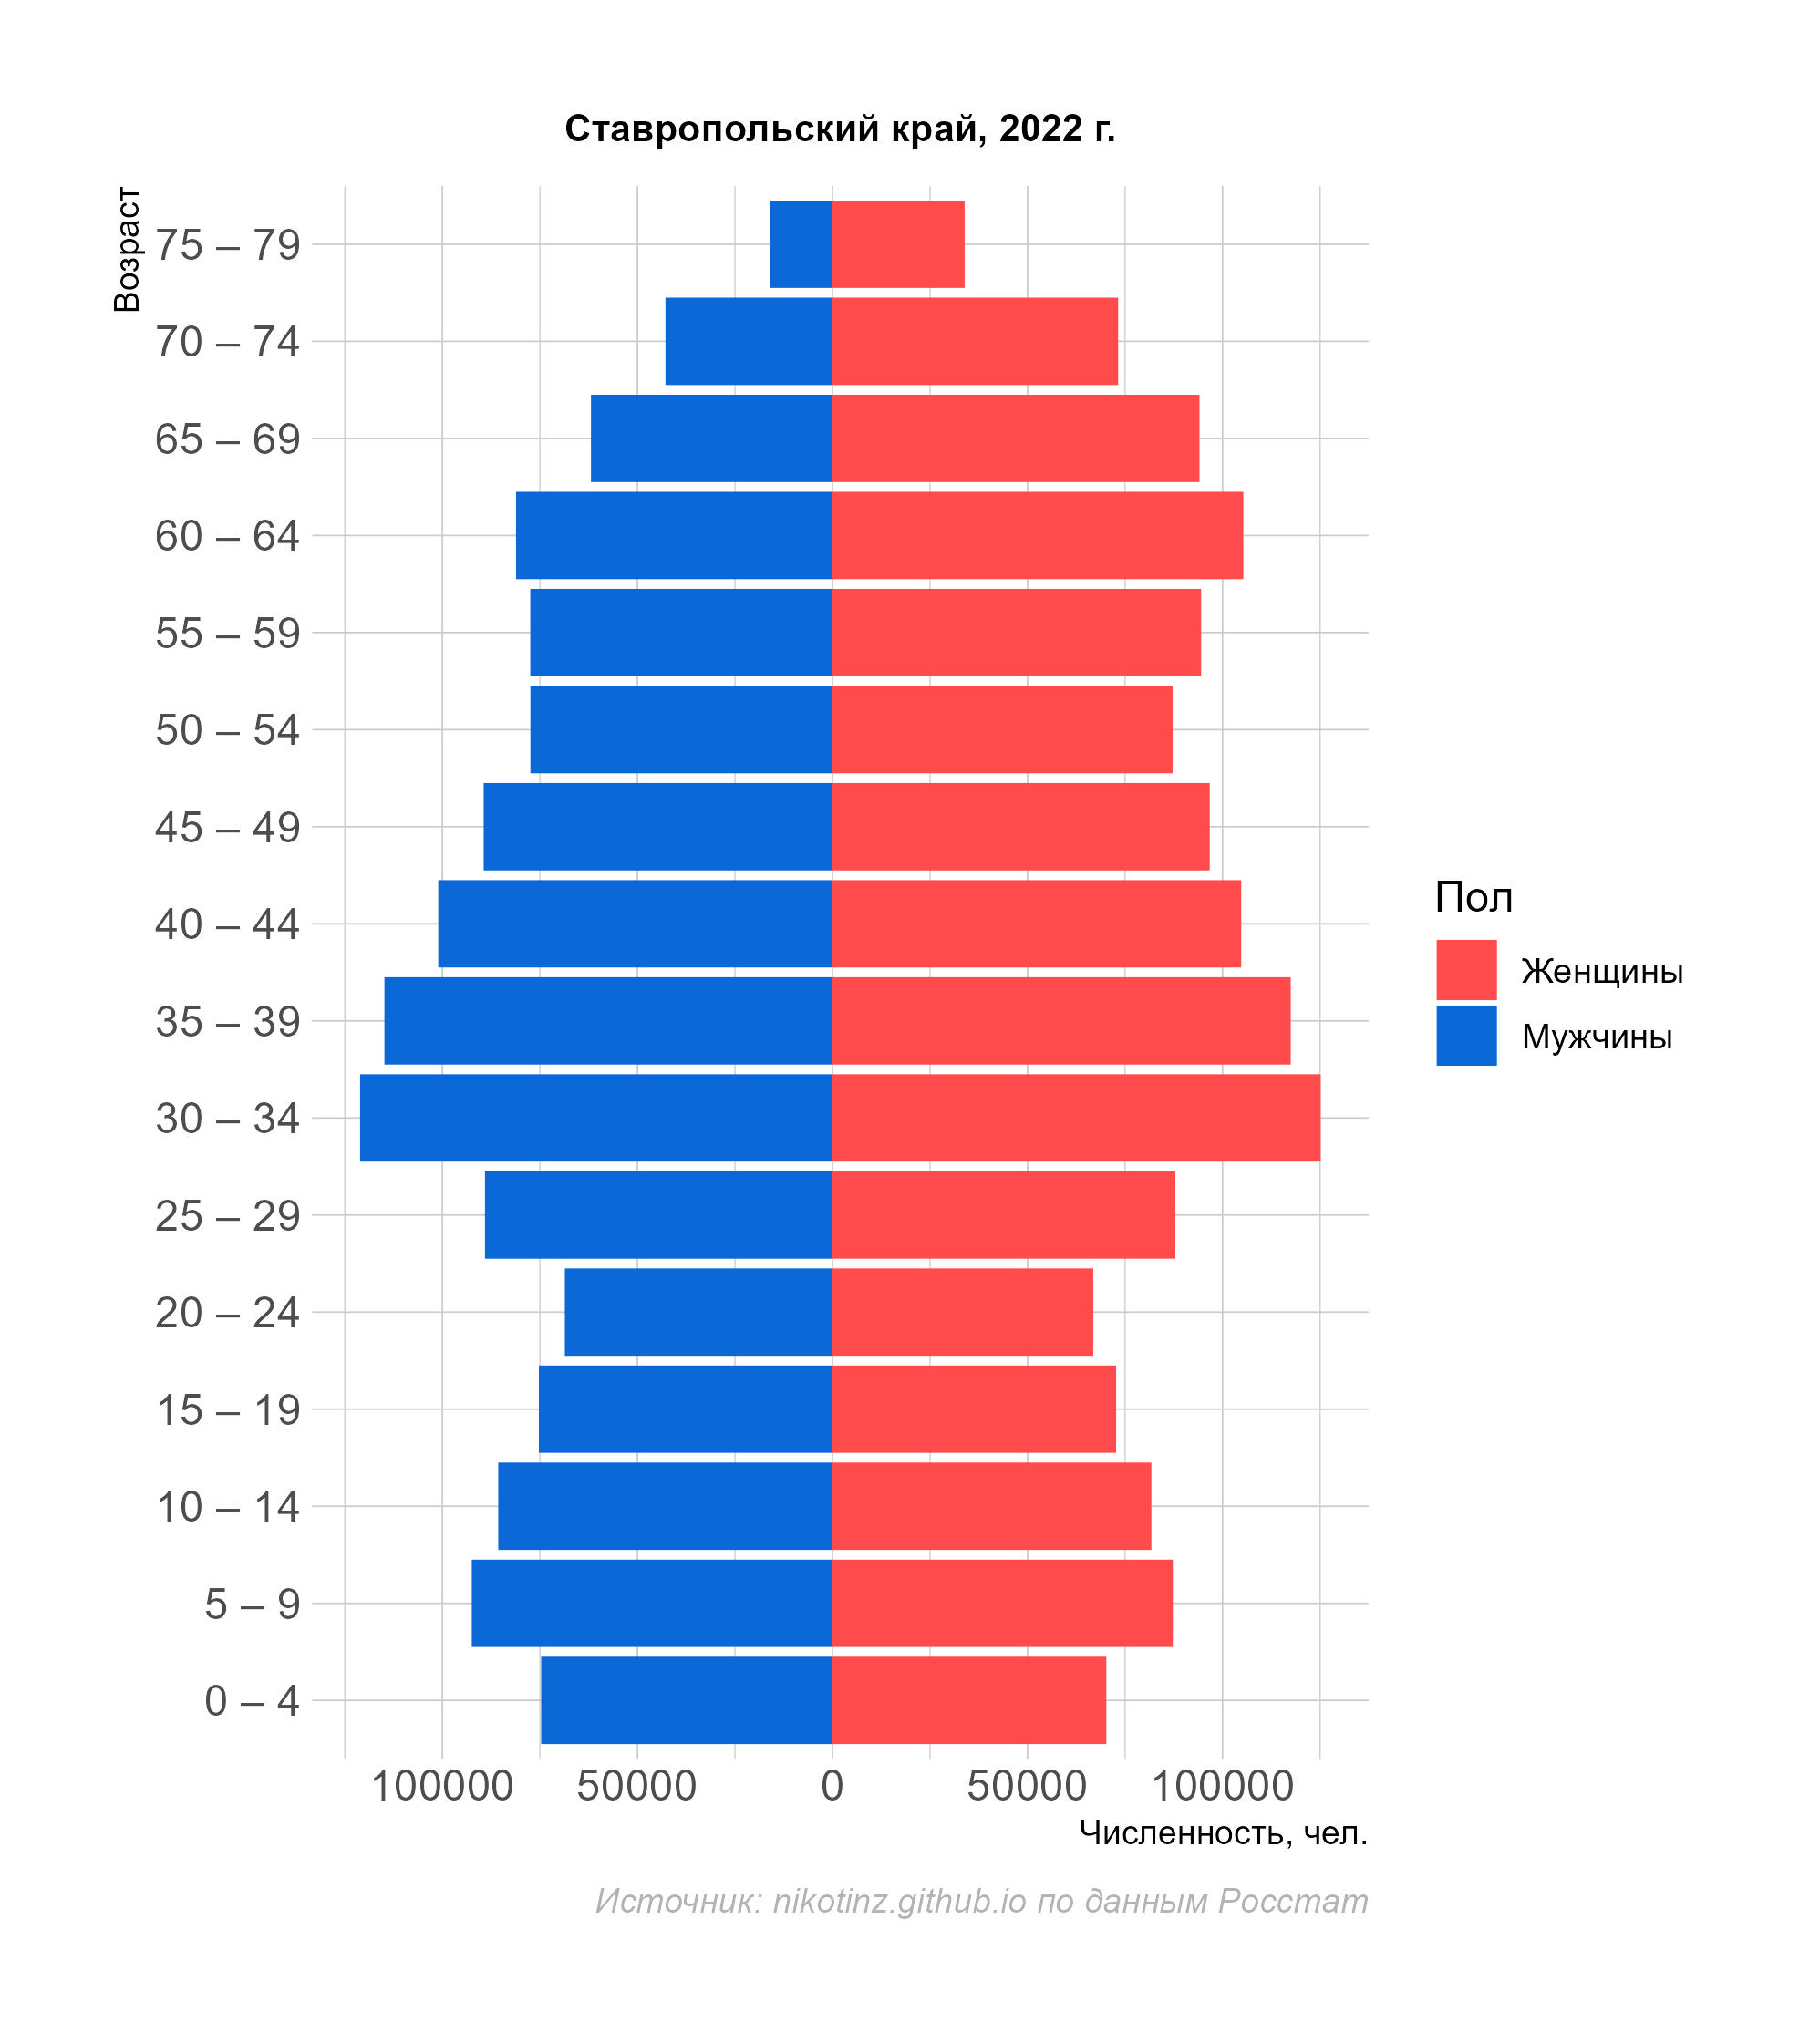 Ставропольский край, 2022 г.
Возраст
75 – 79
70 – 74
65 – 69
60 – 64
55 – 59
50 – 54
45 – 49
40 – 44
35 – 39
30 – 34
25 – 29
20 – 24
15 – 19
10 – 14
5 – 9
0 – 4
100000 50000 0 50000 100000
Численность, чел.
Пол
Женщины
Мужчины
Источник: nikotinz.github.io по данным Росстат